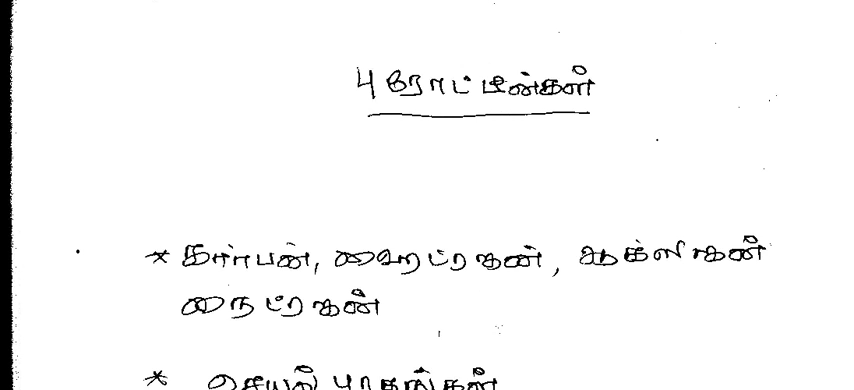 புரோட்டீன்கள்
* கார்பன், ஹைட்ரஜன், ஆக்ஸிஜன்
நைட்ரஜன்
*